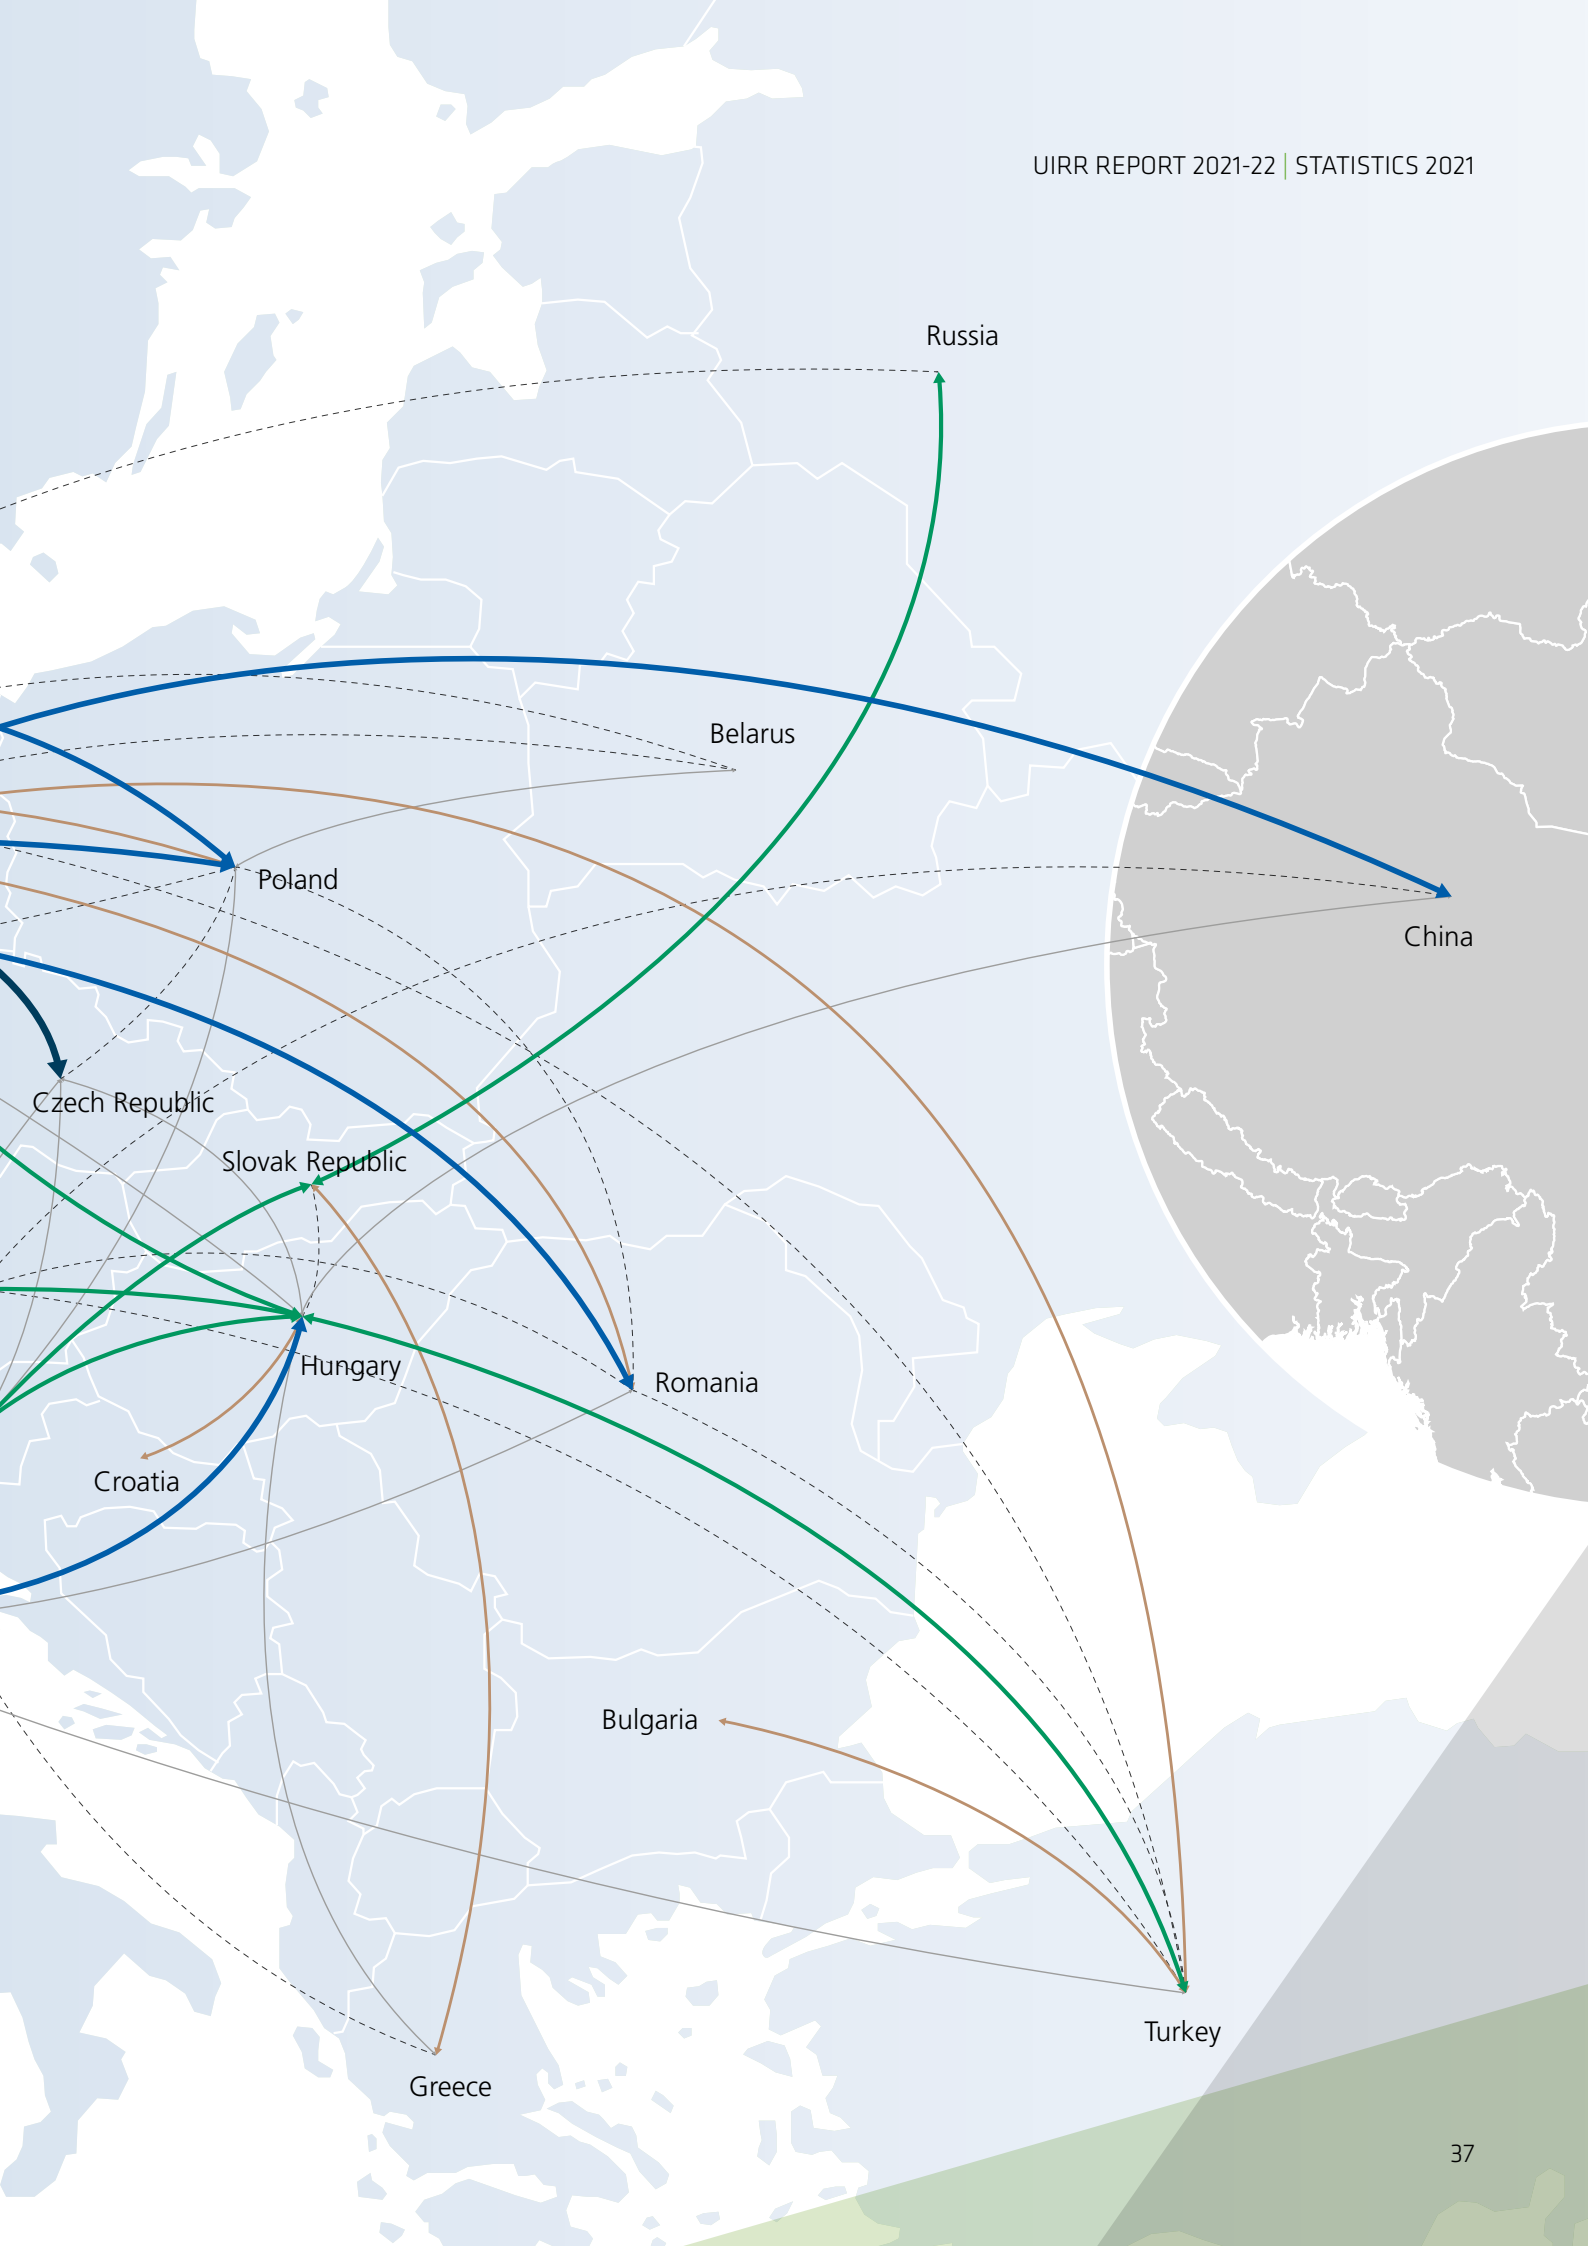 UIRR REPORT 2021-22 | STATISTICS 2021
Russia
Belarus
Poland
China
Czech Republic
Slovak Republic
Hungary
Romania
Croatia
Bulgaria
Turkey
Greece
37